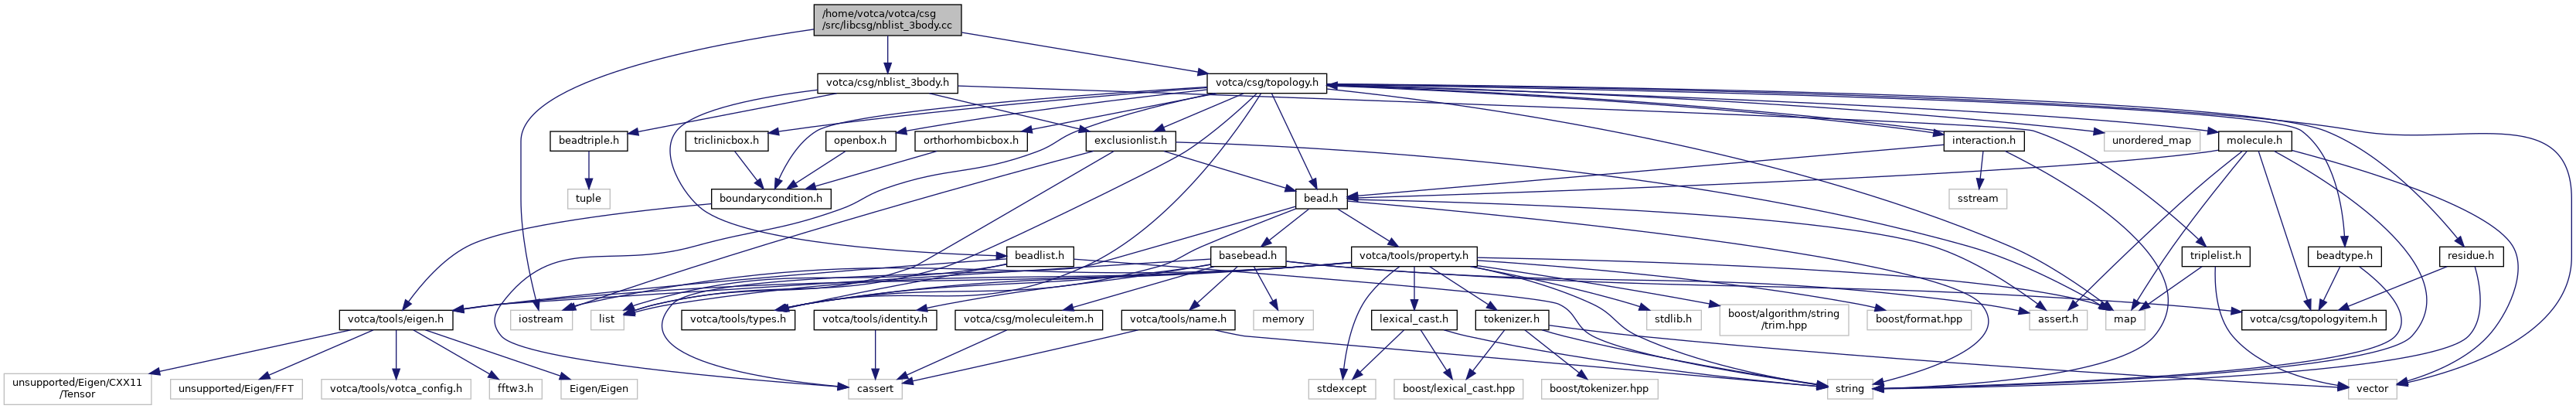 /home/votca/votca/csg
/src/libcsg/nblist_3body.cc
votca/csg/nblist_3body.h
votca/csg/topology.h
beadtriple.h
triclinicbox.h
openbox.h
orthorhombicbox.h
exclusionlist.h
interaction.h
unordered_map
molecule.h
tuple
boundarycondition.h
bead.h
sstream
beadlist.h
basebead.h
votca/tools/property.h
triplelist.h
beadtype.h
residue.h
votca/tools/eigen.h
iostream
list
votca/tools/types.h
votca/tools/identity.h
votca/csg/moleculeitem.h
votca/tools/name.h
memory
lexical_cast.h
tokenizer.h
stdlib.h
boost/algorithm/string
/trim.hpp
boost/format.hpp
assert.h
map
votca/csg/topologyitem.h
unsupported/Eigen/CXX11
/Tensor
unsupported/Eigen/FFT
votca/tools/votca_config.h
fftw3.h
Eigen/Eigen
cassert
stdexcept
boost/lexical_cast.hpp
boost/tokenizer.hpp
string
vector